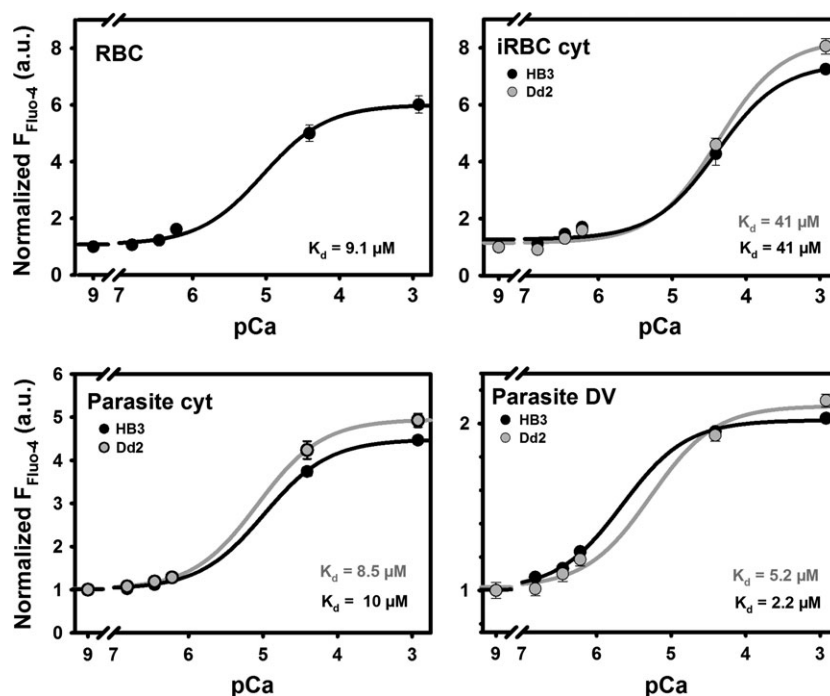 Normalized F Fluo-4 (a.u.)
RBC
8
6
4
2
0
K_d = 9.1 µM
9 7 6 5 4 3
pCa
iRBC cyt
HB3
Dd2
8
6
4
2
0
K_d = 41 µM
K_d = 41 µM
9 7 6 5 4 3
pCa
Normalized F Fluo-4 (a.u.)
Parasite cyt
HB3
Dd2
6
5
4
3
2
1
0
K_d = 8.5 µM
K_d = 10 µM
9 7 6 5 4 3
pCa
Parasite DV
HB3
Dd2
2
1
K_d = 5.2 µM
K_d = 2.2 µM
9 7 6 5 4 3
pCa